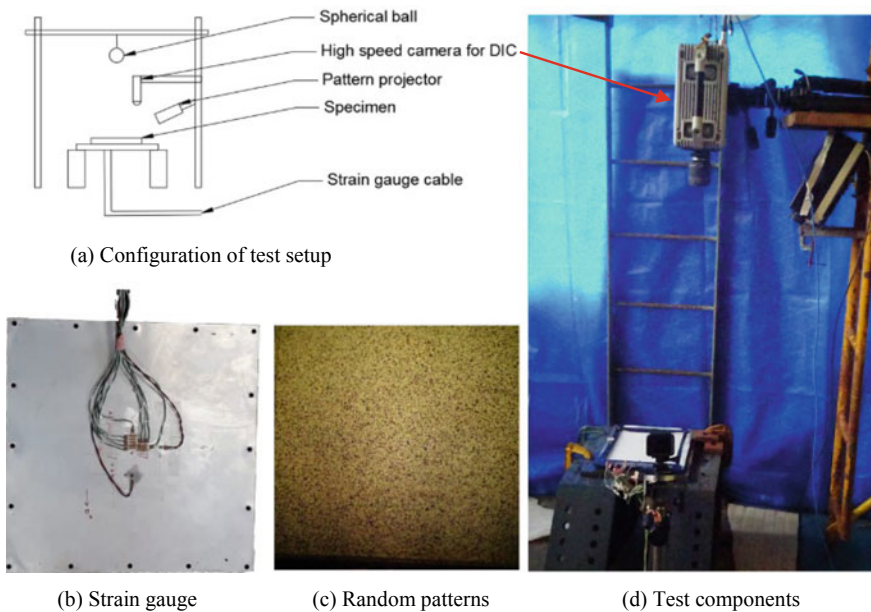 Spherical ball
High speed camera for DIC
Pattern projector
Specimen
Strain gauge cable
(a) Configuration of test setup
(b) Strain gauge
(c) Random patterns
(d) Test components